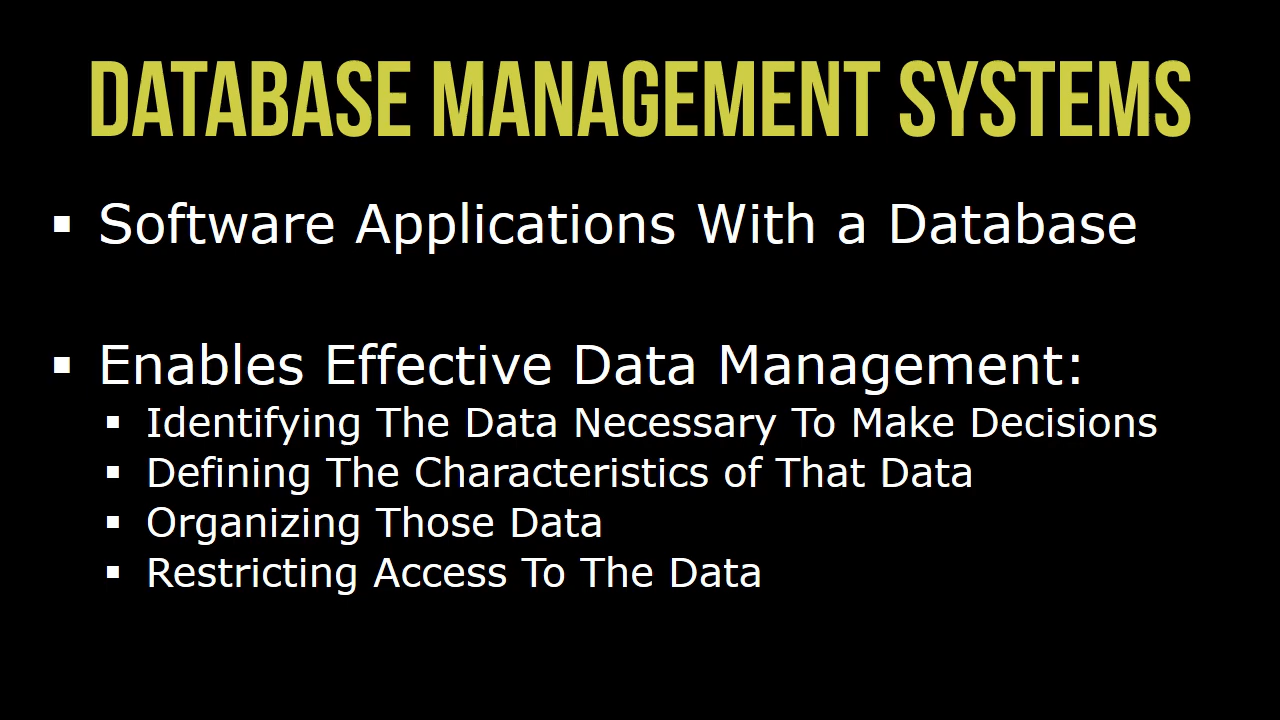 DATABASE MANAGEMENT SYSTEMS
▪ Software Applications With a Database
▪ Enables Effective Data Management:
▪ Identifying The Data Necessary To Make Decisions
▪ Defining The Characteristics of That Data
▪ Organizing Those Data
▪ Restricting Access To The Data